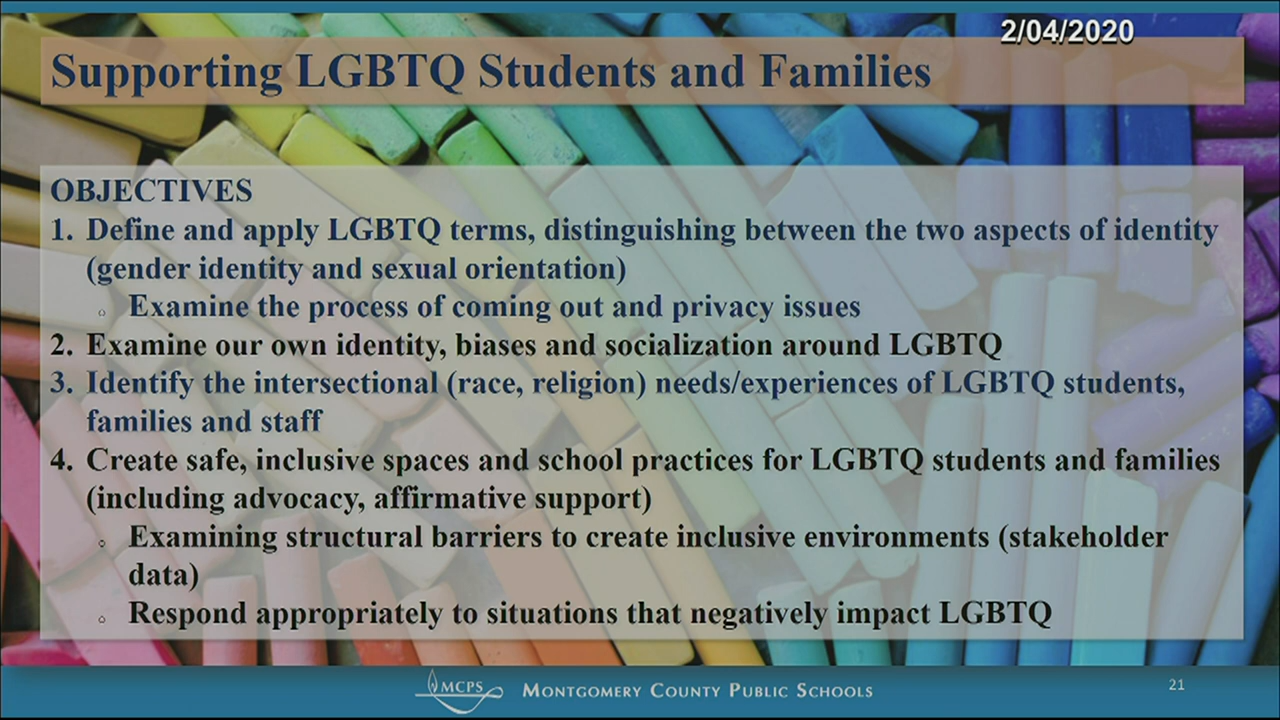 2/04/2020
Supporting LGBTQ Students and Families
OBJECTIVES
1. Define and apply LGBTQ terms, distinguishing between the two aspects of identity
(gender identity and sexual orientation)
Examine the process of coming out and privacy issues
2. Examine our own identity, biases and socialization around LGBTQ
3. Identify the intersectional (race, religion) needs/experiences of LGBTQ students,
families and staff
4. Create safe, inclusive spaces and school practices for LGBTQ students and families
(including advocacy, affirmative support)
Examining structural barriers to create inclusive environments (stakeholder
data)
Respond appropriately to situations that negatively impact LGBTQ
MCPS MONTGOMERY COUNTY PUBLIC SCHOOLS
21